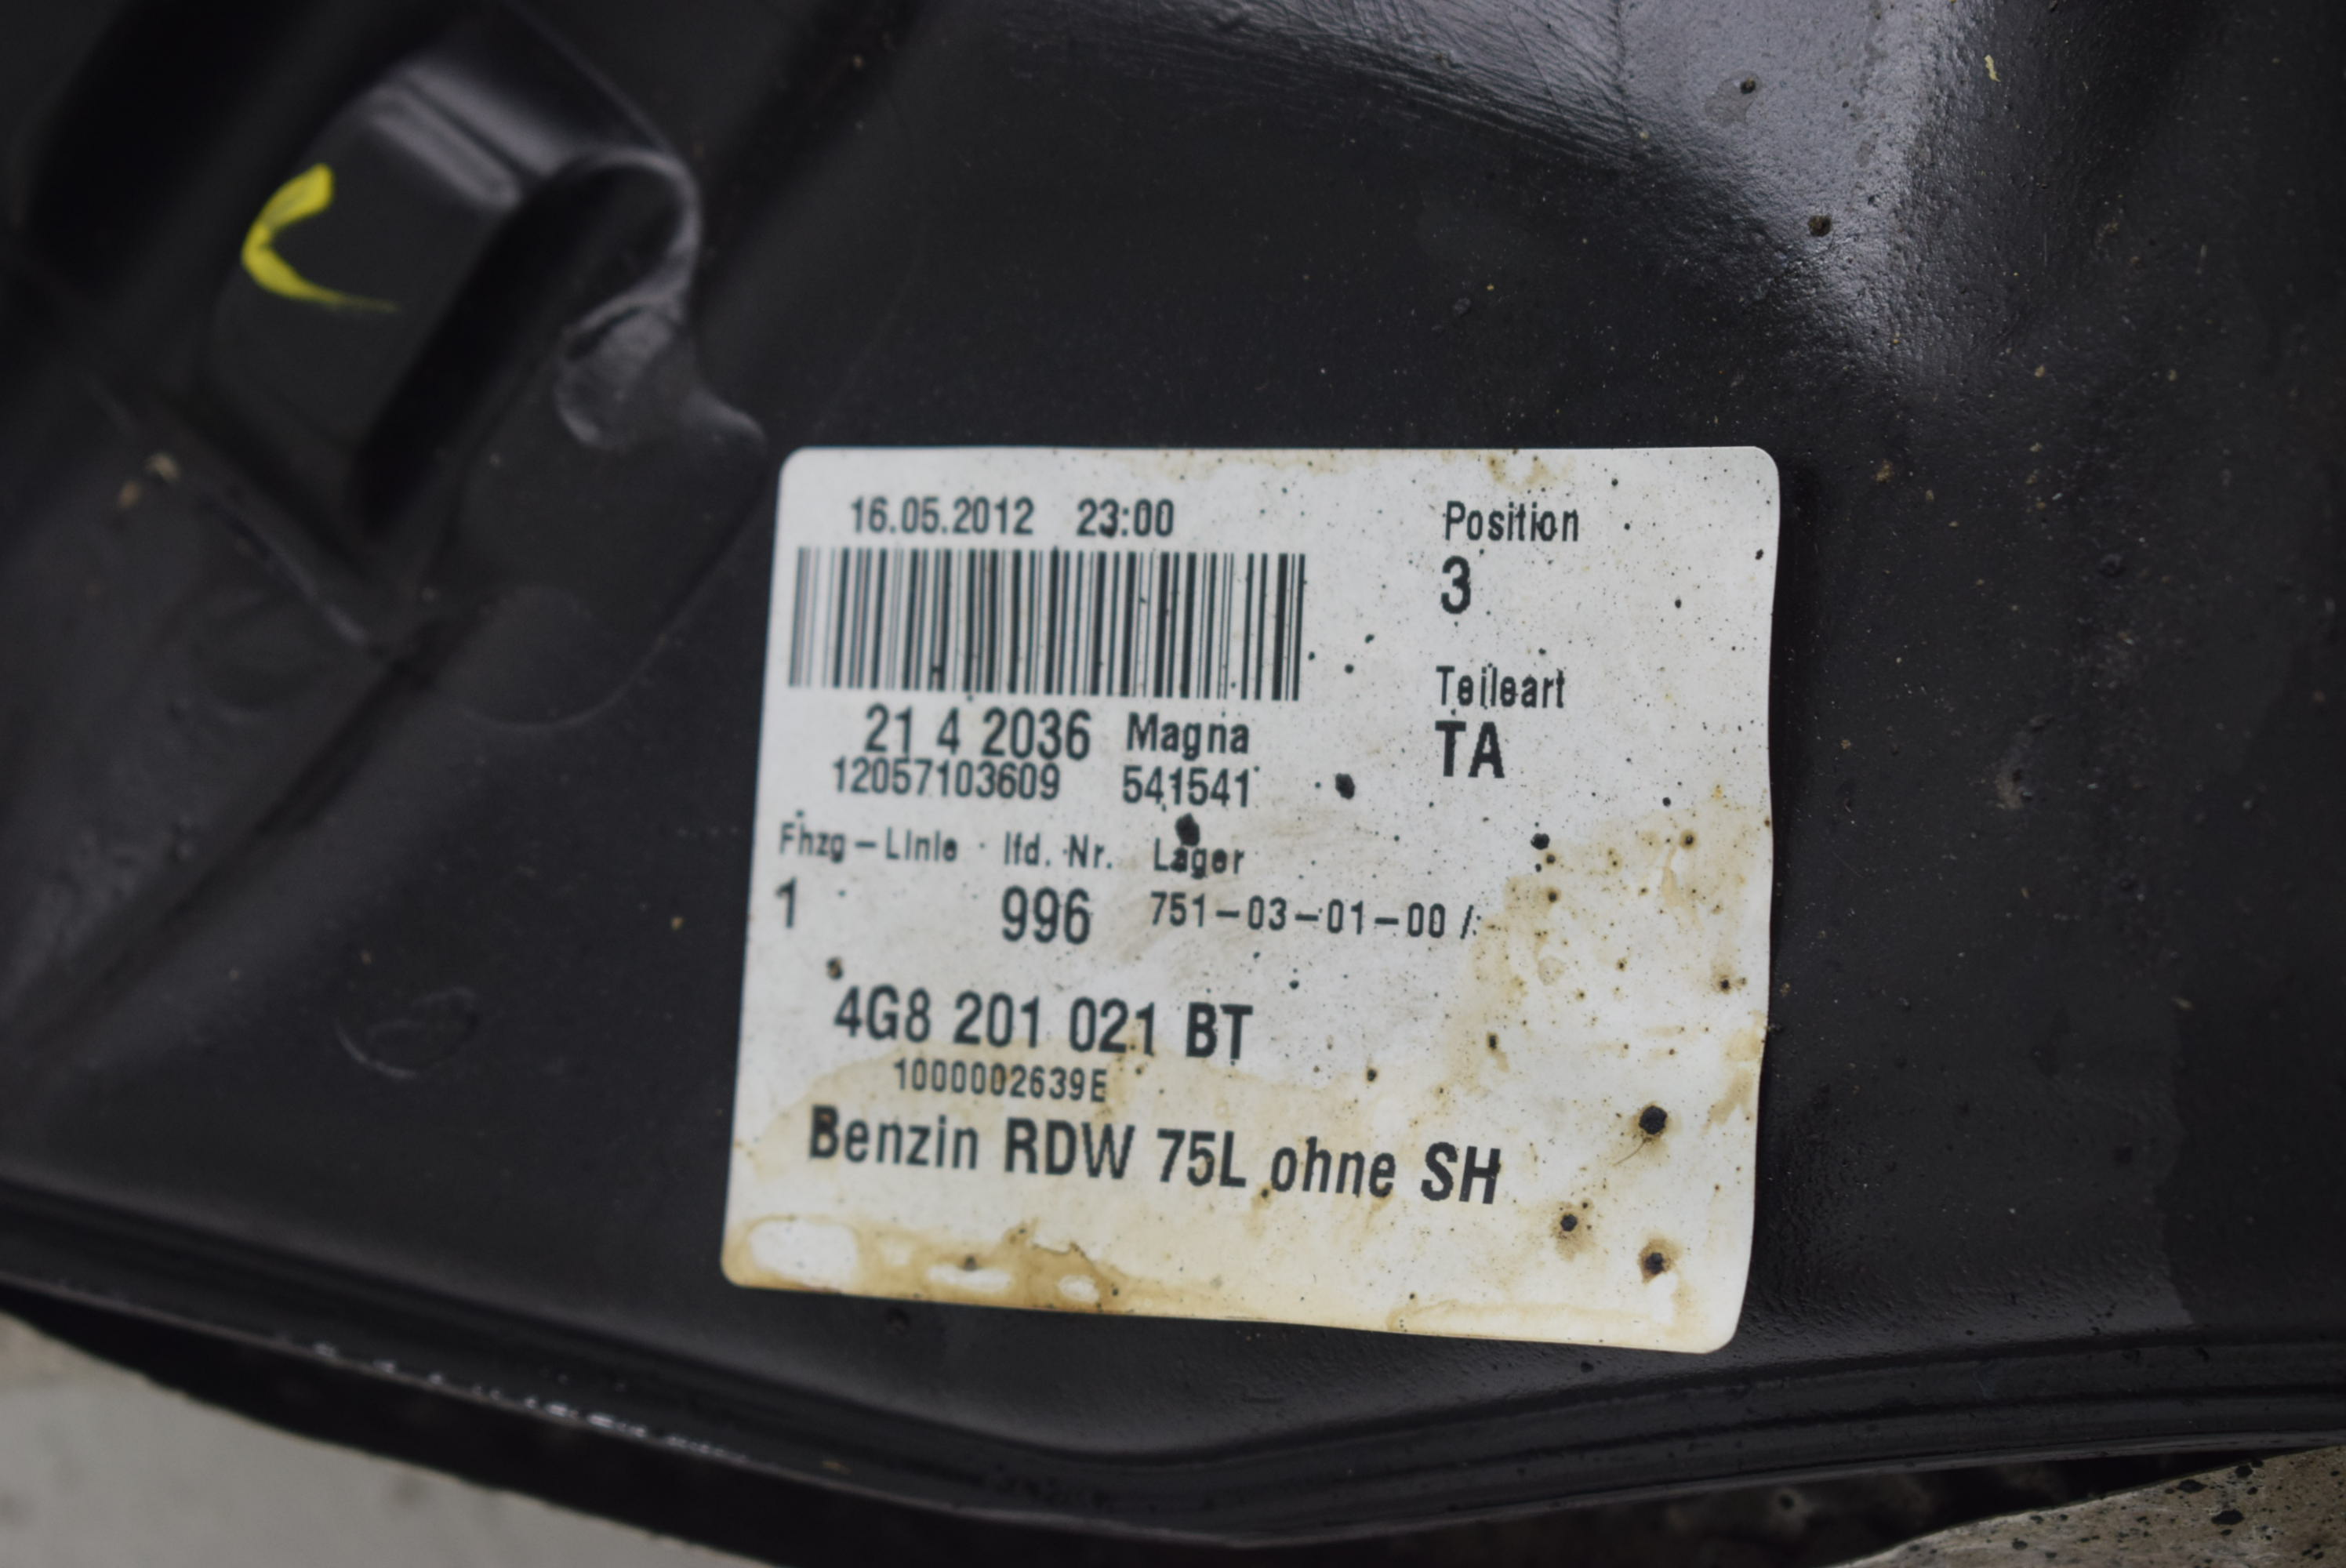 16.05.2012 23:00
Position
3
21 4 2036 Magna
Teileart
TA
12057103609 541541
Fhzg-Linie lfd. Nr. Lager
1 996 751-03-01-00 /
4G8 201 021 BT
1000002639E
Benzin RDW 75L ohne SH